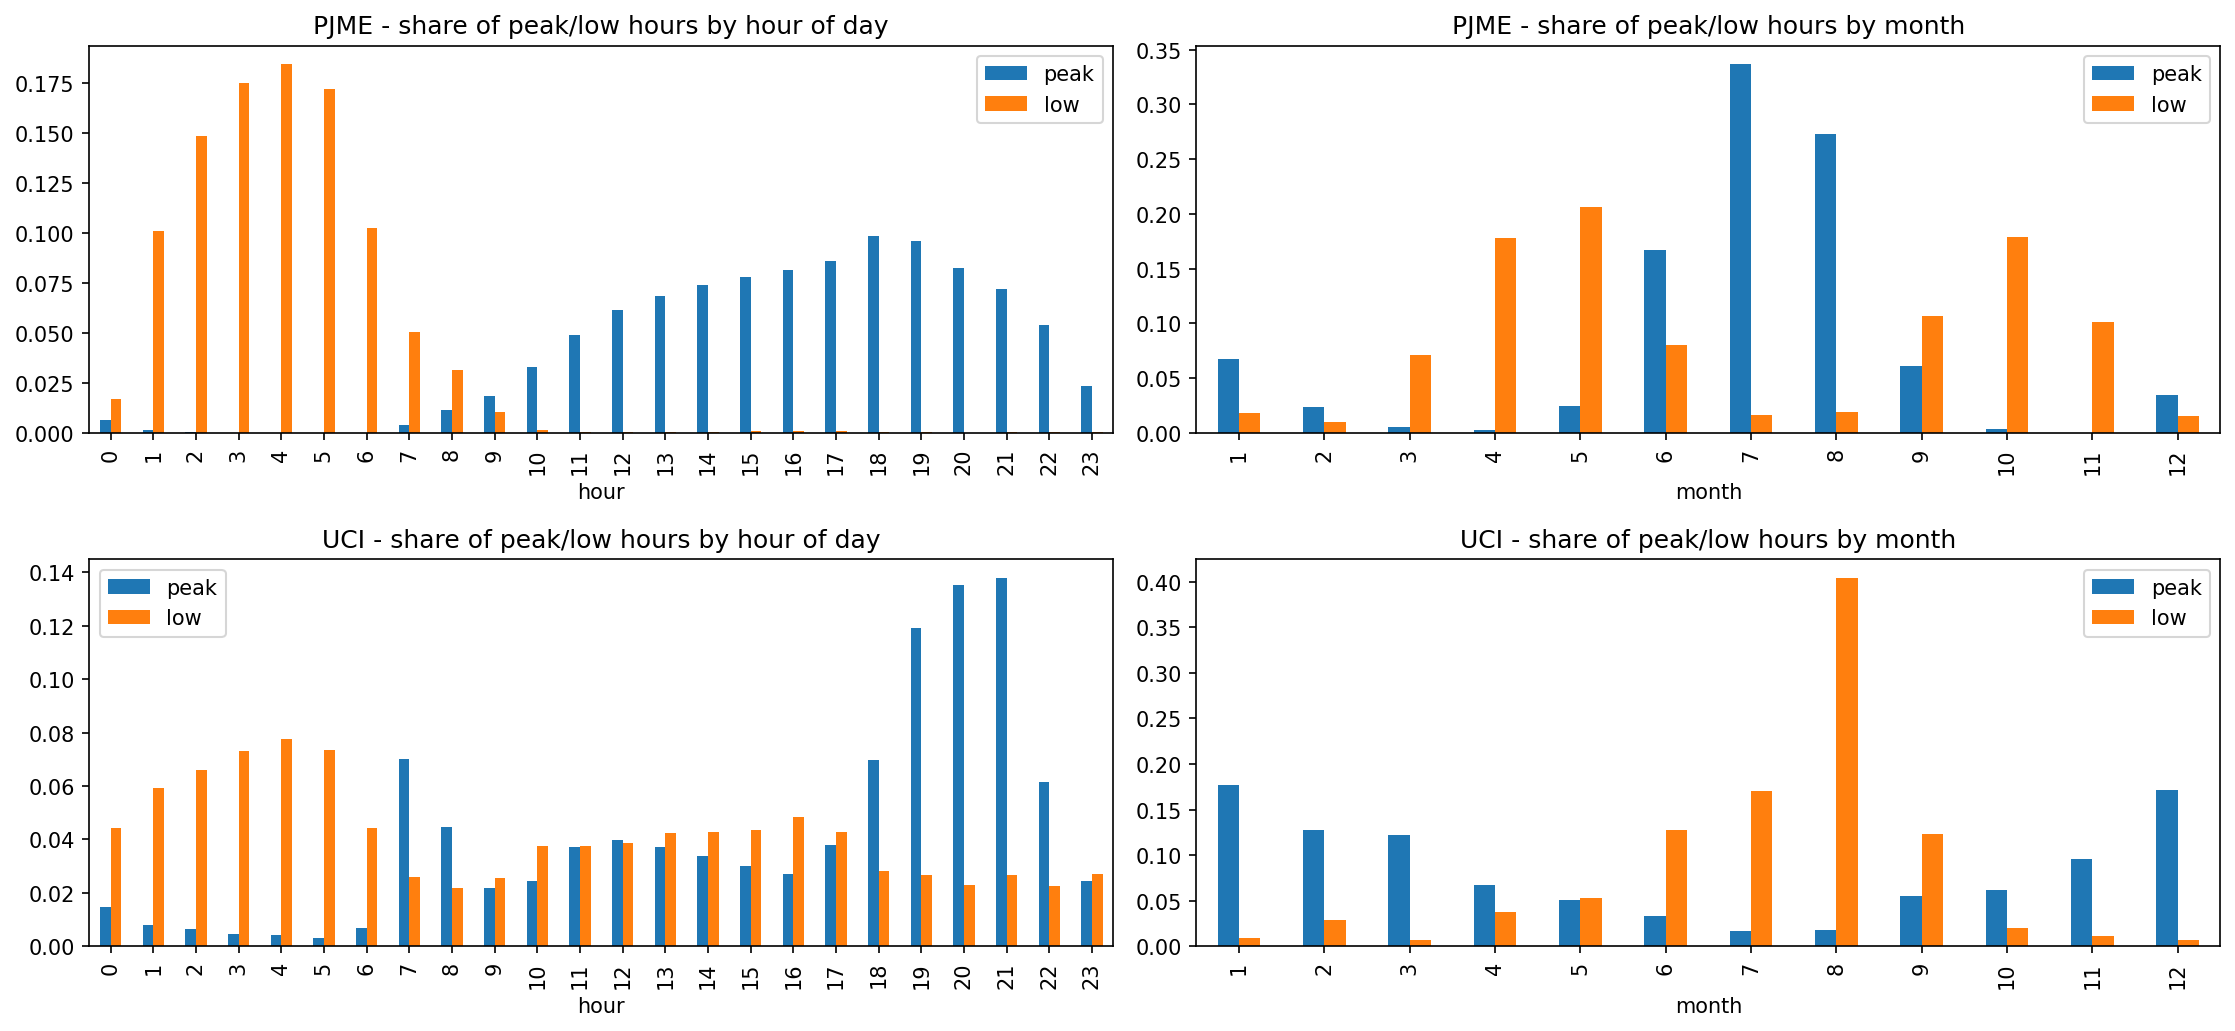 PJME - share of peak/low hours by hour of day
peak
low
0.175
0.150
0.125
0.100
0.075
0.050
0.025
0.000
0 1 2 3 4 5 6 7 8 9 10 11 12 13 14 15 16 17 18 19 20 21 22 23
hour
PJME - share of peak/low hours by month
peak
low
0.35
0.30
0.25
0.20
0.15
0.10
0.05
0.00
1 2 3 4 5 6 7 8 9 10 11 12
month
UCI - share of peak/low hours by hour of day
peak
low
0.14
0.12
0.10
0.08
0.06
0.04
0.02
0.00
0 1 2 3 4 5 6 7 8 9 10 11 12 13 14 15 16 17 18 19 20 21 22 23
hour
UCI - share of peak/low hours by month
peak
low
0.40
0.35
0.30
0.25
0.20
0.15
0.10
0.05
0.00
1 2 3 4 5 6 7 8 9 10 11 12
month